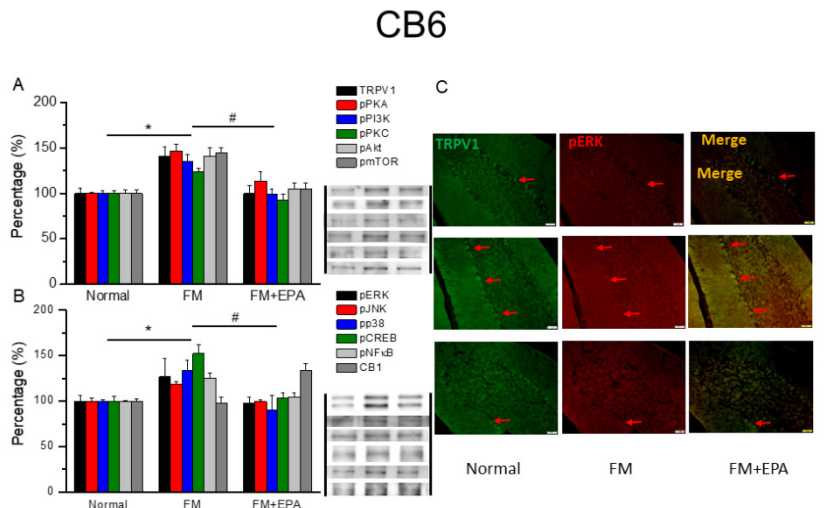 CB6
A
Percentage (%)
200
150
100
50
0
*
#
Normal
FM
FM+EPA
TRPV1
pPKA
pPI3K
pPKC
pAkt
pmTOR
B
Percentage (%)
200
150
100
50
0
*
#
Normal
FM
FM+EPA
pERK
pJNK
pp38
pCREB
pNFκB
CB1
C
TRPV1
pERK
Merge
Merge
Normal
FM
FM+EPA